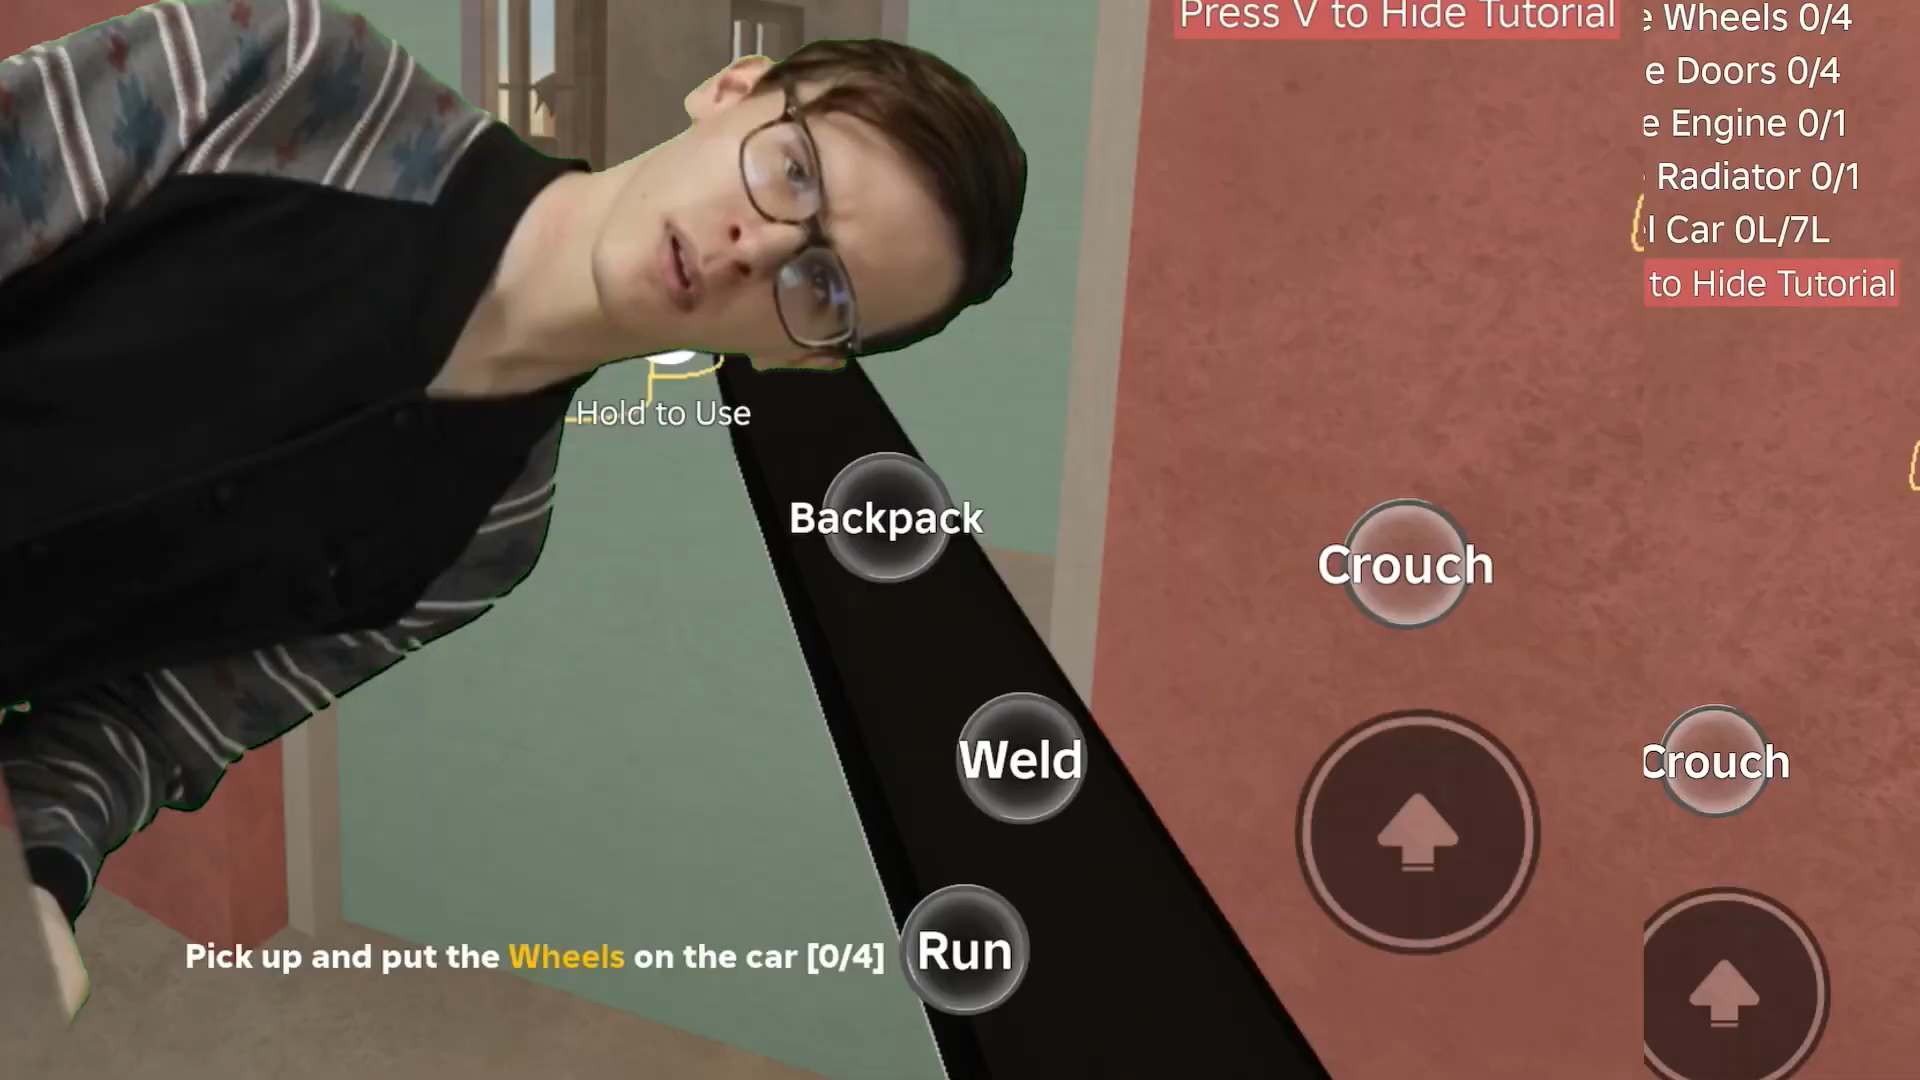 Press V to Hide Tutorial
Wheels 0/4
e Doors 0/4
e Engine 0/1
Radiator 0/1
l Car 0L/7L
to Hide Tutorial
Hold to Use
Backpack
Crouch
Weld
Crouch
Run
Pick up and put the Wheels on the car [0/4]